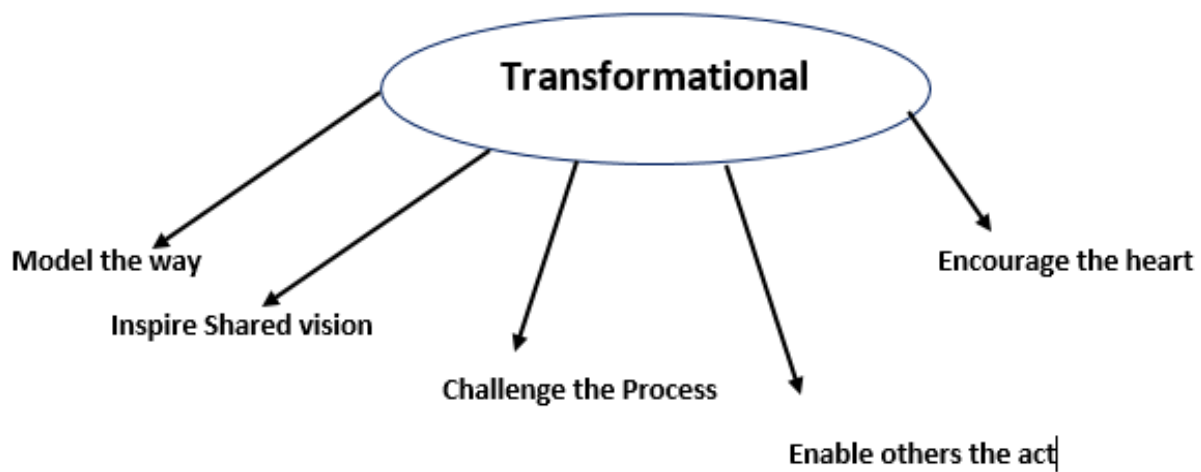 Transformational
Model the way
Inspire Shared vision
Challenge the Process
Enable others the act
Encourage the heart